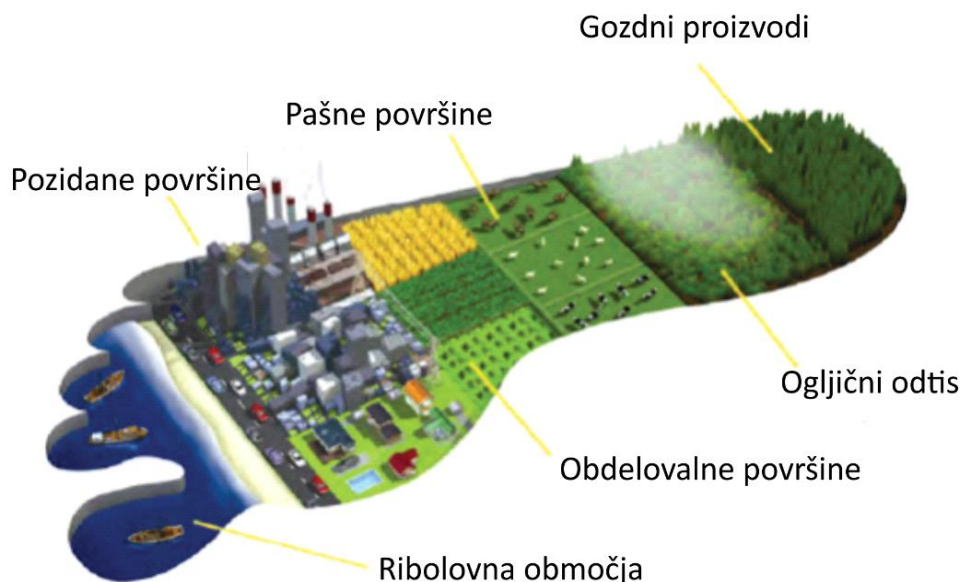 Gozdni proizvodi
Pašne površine
Pozidane površine
Ogljični odtis
Obdelovalne površine
Ribolovna območja